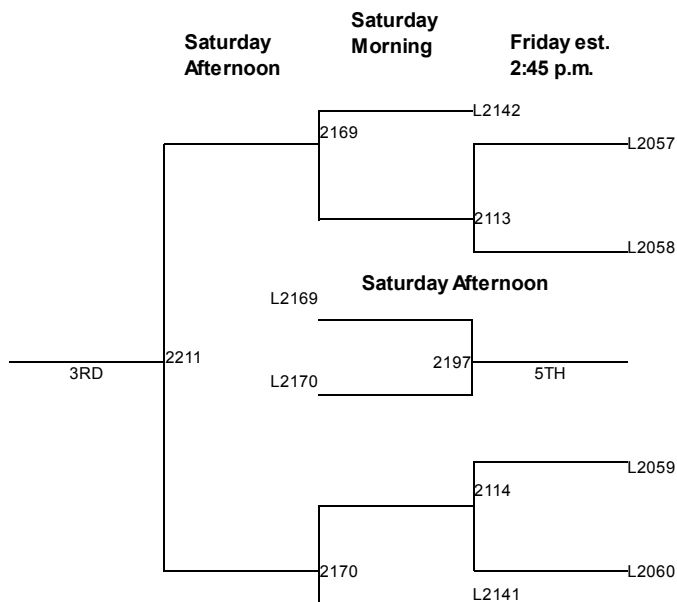 Saturday
Morning
Saturday
Afternoon
Friday est.
2:45 p.m.
L2142
2169
L2057
2113
L2058
Saturday Afternoon
L2169
2211
2197
3RD
5TH
L2170
L2059
2114
2170
L2060
L2141